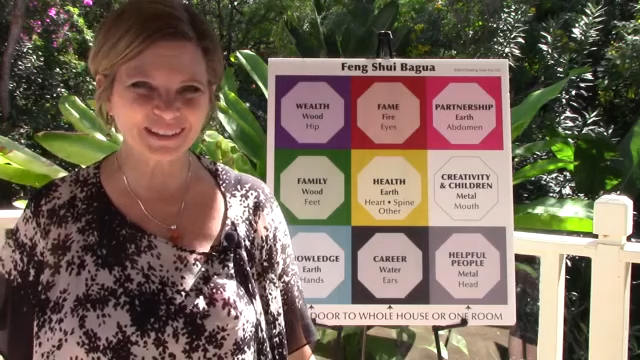 Feng Shui Bagua
WEALTH
Wood
Hip
FAME
Fire
Eyes
PARTNERSHIP
Earth
Abdomen
FAMILY
Wood
Feet
HEALTH
Earth
Heart • Spine
Other
CREATIVITY
& CHILDREN
Metal
Mouth
NOWLEDGE
Earth
Hands
CAREER
Water
Ears
HELPFUL
PEOPLE
Metal
Head
DOOR TO WHOLE HOUSE OR ONE ROOM